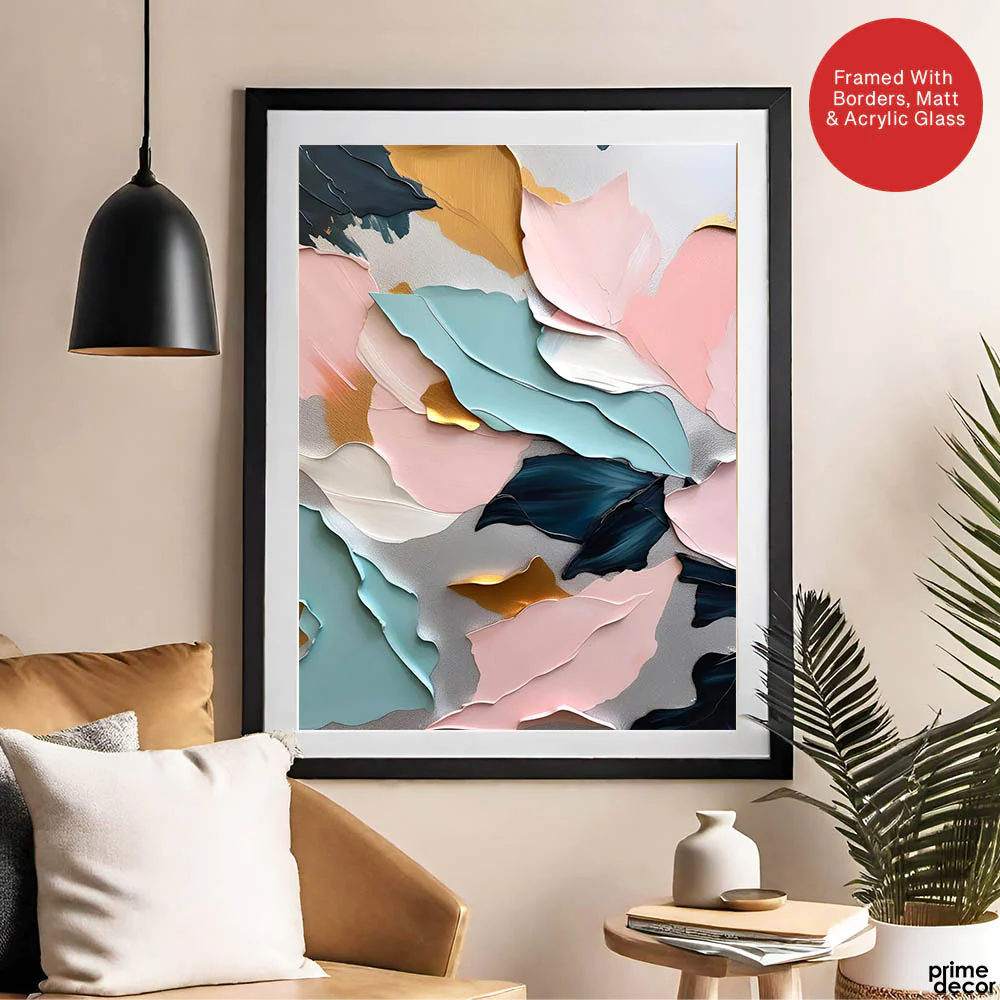 Framed With
Borders, Matt
& Acrylic Glass
prime
decor